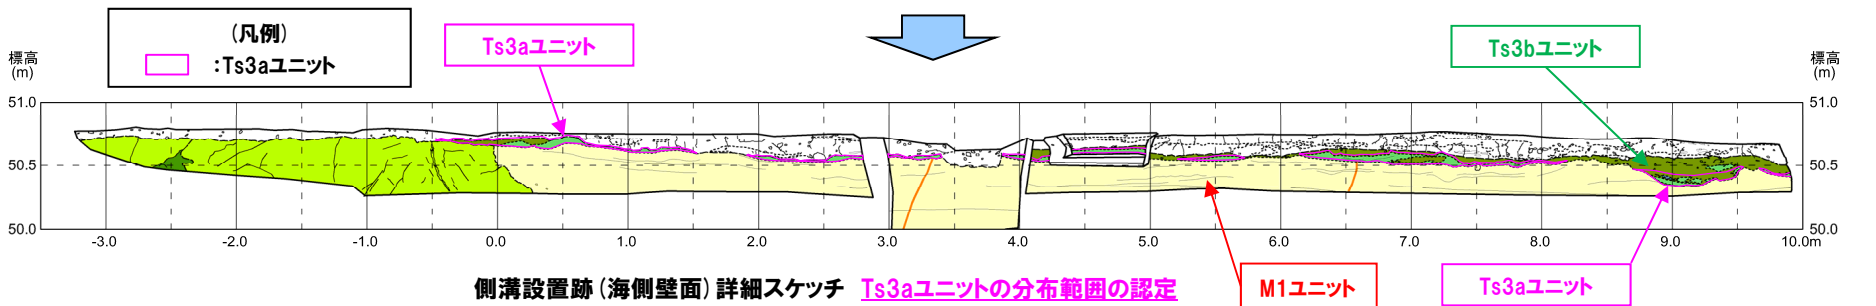 (凡例)
:Ts3aユニット
Ts3aユニット
Ts3bユニット
標高
(m)
標高
(m)
51.0
50.5
50.0
51.0
50.5
50.0
-3.0
-2.0
-1.0
0.0
1.0
2.0
3.0
4.0
5.0
6.0
7.0
8.0
9.0
10.0m
側溝設置跡(海側壁面)詳細スケッチ Ts3aユニットの分布範囲の認定
M1ユニット
Ts3aユニット